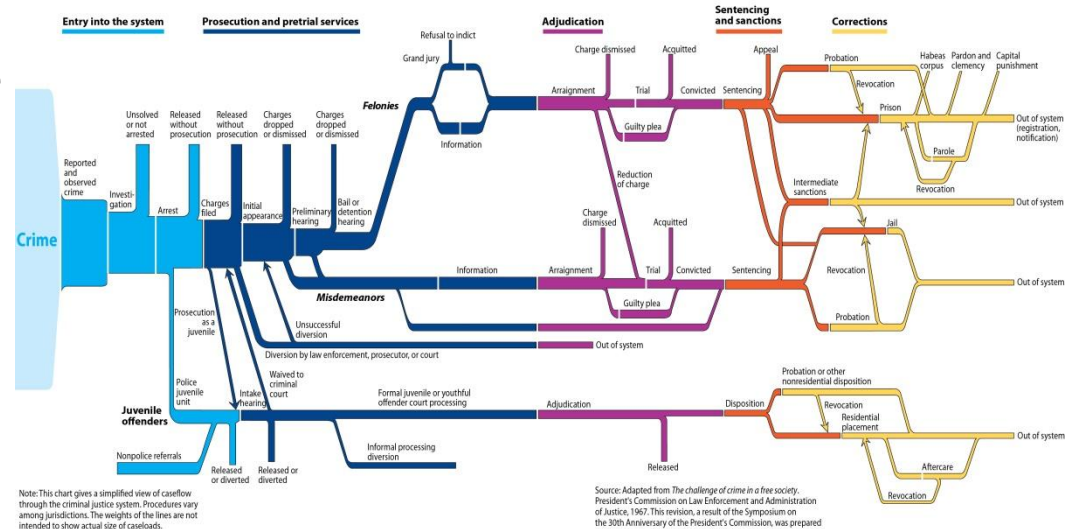 Entry into the system
Prosecution and pretrial services
Adjudication
Sentencing
and sanctions
Corrections
Refusal to indict
Grand jury
Felonies
Information
Charge dismissed
Acquitted
Arraignment
Trial
Convicted
Guilty plea
Reduction
of charge
Appeal
Sentencing
Probation
Revocation
Prison
Habeas
corpus
Pardon and
clemency
Capital
punishment
Out of system
(registration,
notification)
Parole
Revocation
Intermediate
sanctions
Out of system
Crime
Reported
and
observed
crime
Investi-
gation
Unsolved
or not
arrested
Arrest
Released
without
prosecution
Charges
filed
Released
without
prosecution
Initial
appearance
Charges
dropped or
dismissed
Preliminary
hearing
Charges
dropped
or dismissed
Bail or
detention
hearing
Misdemeanors
Information
Charge
dismissed
Acquitted
Arraignment
Trial
Convicted
Guilty plea
Sentencing
Jail
Revocation
Probation
Out of system
Unsuccessful
diversion
Diversion by law enforcement, prosecutor, or court
Out of system
Prosecution
as a
juvenile
Waived to
criminal
court
Police
juvenile
unit
Juvenile
offenders
Intake
hearing
Formal juvenile or youthful
offender court processing
Informal processing
diversion
Nonpolice referrals
Released
or diverted
Released or
diverted
Adjudication
Released
Disposition
Probation or other
nonresidential disposition
Revocation
Residential
placement
Out of system
Aftercare
Revocation
Note: This chart gives a simplified view of caseflow
through the criminal justice system. Procedures vary
among jurisdictions. The weights of the lines are not
intended to show actual size of caseloads.
Source: Adapted from The challenge of crime in a free society.
President's Commission on Law Enforcement and Administration
of Justice, 1967. This revision, a result of the Symposium on
the 30th Anniversary of the President's Commission, was prepared